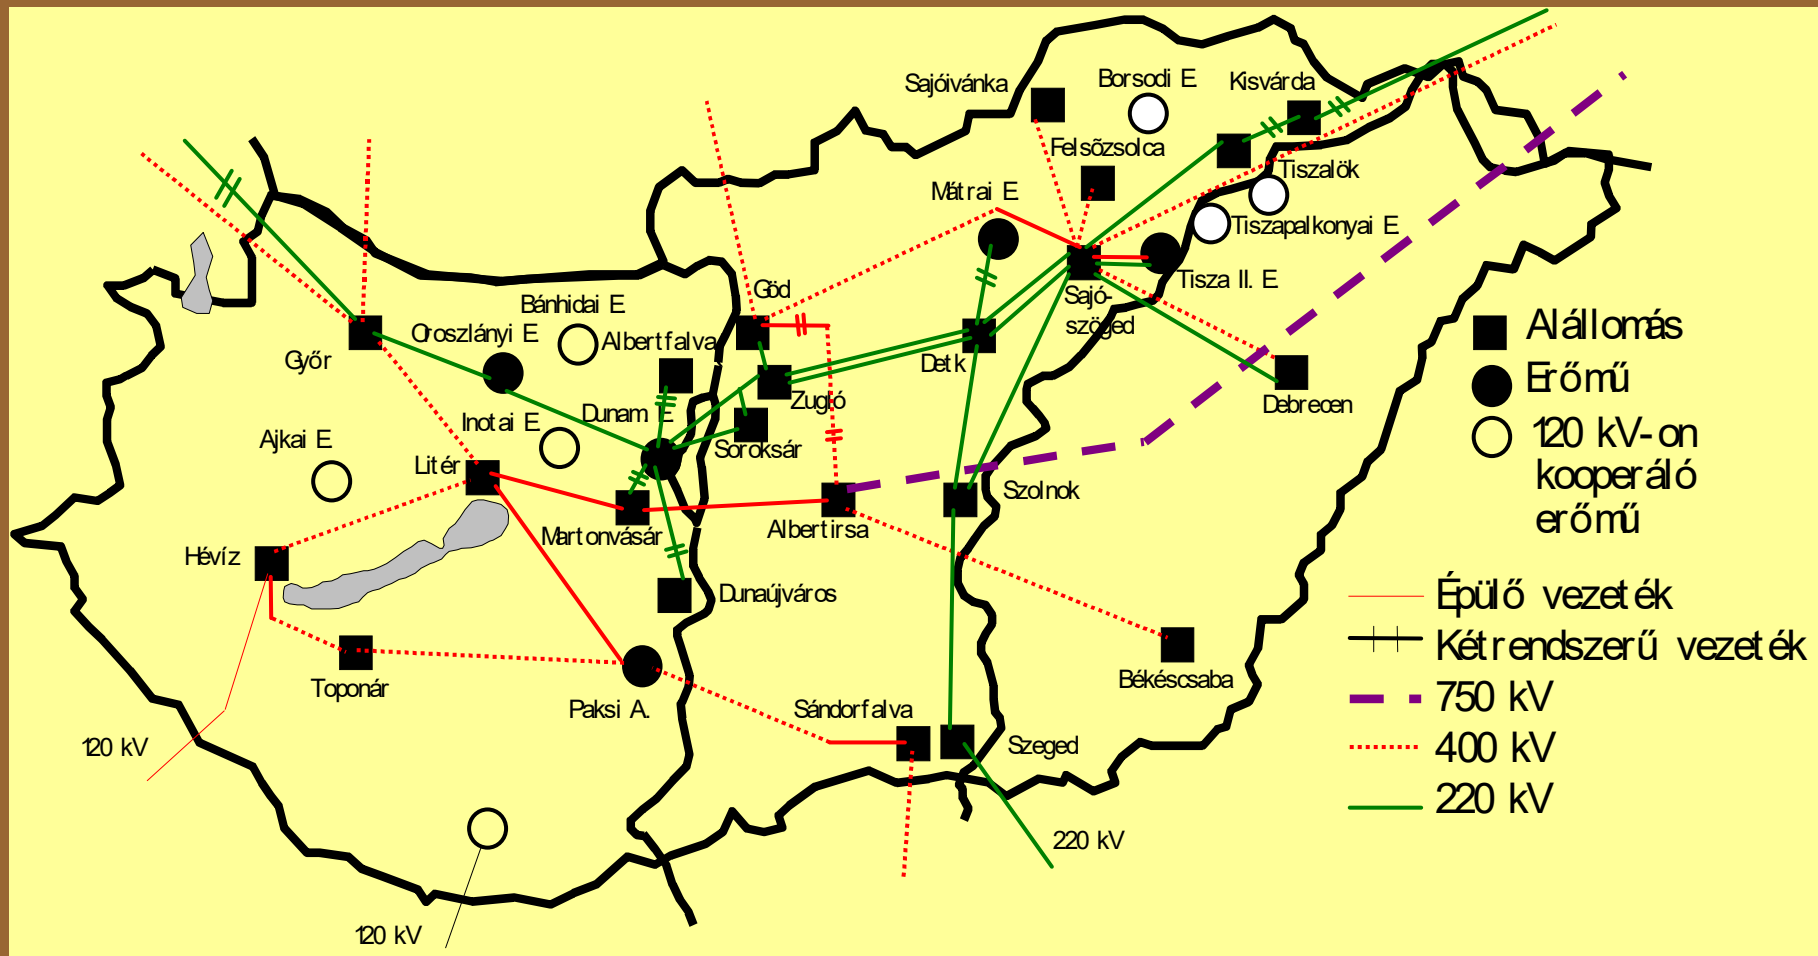 Sajóivánka
Borsodi E
Kisvárda
Felsõzsolca
Tiszalök
Mátrai E
Tiszapalkonyai E
Tisza II. E
Sajó-
szöged
Göd
Bánhidai E
Oroszlányi E
Albertfalva
Győr
Detk
Zugló
Debrecen
Dunam E
Inotai E
Soroksár
Ajkai E
Litér
Szolnok
Martonvásár
Albertirsa
Hévíz
Dunaújváros
Toponár
Paksi A.
Sándorfalva
Békéscsaba
Szeged
120 kV
220 kV
120 kV
Alállomás
Erőmű
120 kV-on
kooperáló
erőmű
Épülő vezeték
Kétrendszerű vezeték
750 kV
400 kV
220 kV